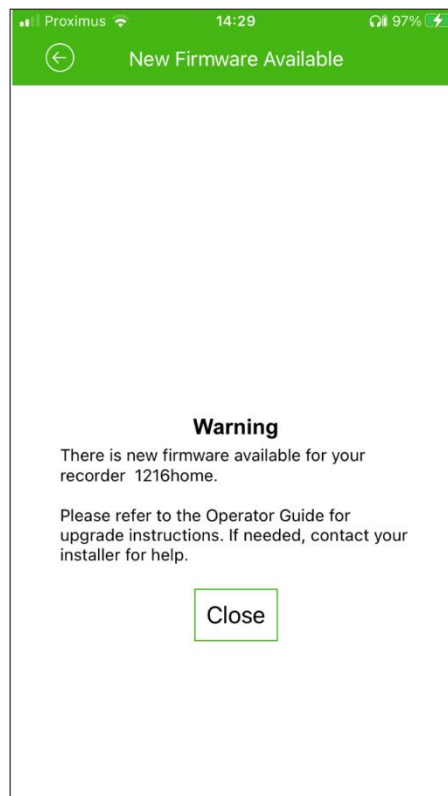 Proximus 14:29 97%
New Firmware Available
Warning
There is new firmware available for your
recorder 1216home.
Please refer to the Operator Guide for
upgrade instructions. If needed, contact your
installer for help.
Close